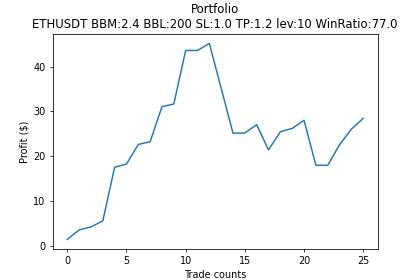 Portfolio
ETHUSDT BBM:2.4 BBL:200 SL:1.0 TP:1.2 lev:10 WinRatio:77.0
40
30
20
10
0
Profit ($)
0 5 10 15 20 25
Trade counts